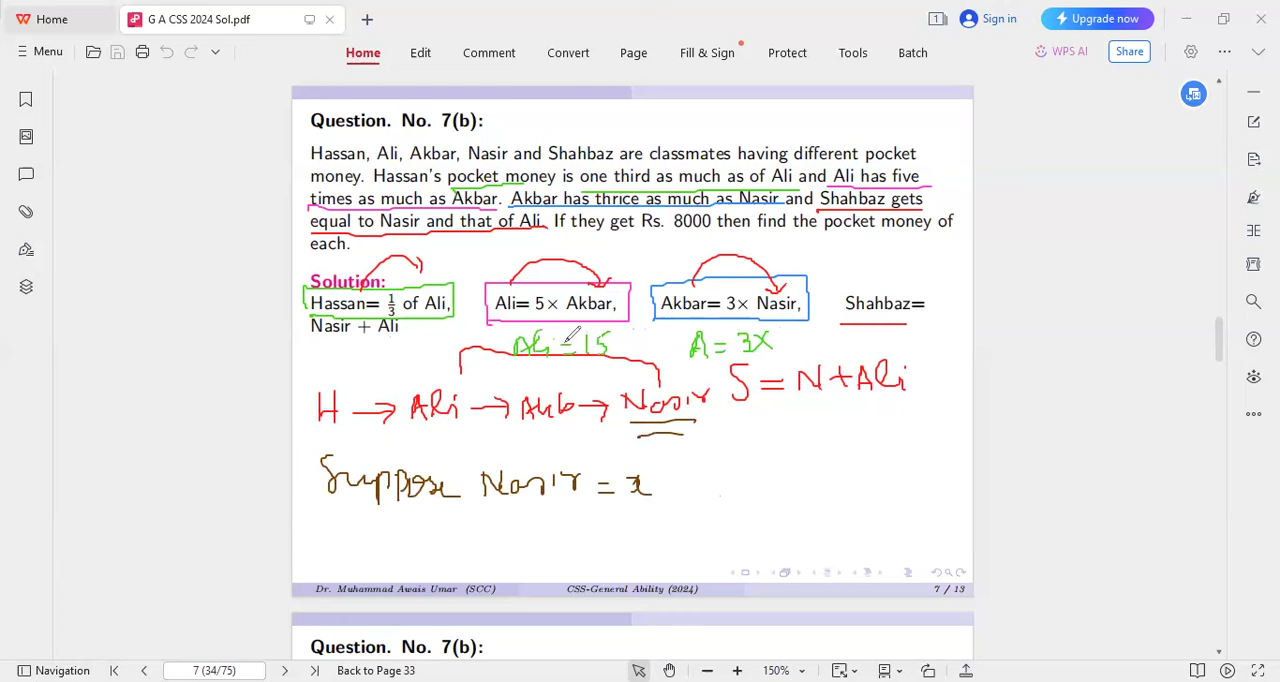 Home
G A CSS 2024 Sol.pdf
1
Sign in
Upgrade now
Menu
Home
Edit
Comment
Convert
Page
Fill & Sign
Protect
Tools
Batch
WPS AI
Share
Question. No. 7(b):
Hassan, Ali, Akbar, Nasir and Shahbaz are classmates having different pocket
money. Hassan's pocket money is one third as much as of Ali and Ali has five
times as much as Akbar. Akbar has thrice as much as Nasir and Shahbaz gets
equal to Nasir and that of Ali. If they get Rs. 8000 then find the pocket money of
each.
Solution:
Hassan= 1/3 of Ali, Ali= 5× Akbar, Akbar= 3× Nasir, Shahbaz=
Nasir + Ali
Ali = 15 A = 3x
S = N+Ali
H → Ali → Akb → Nasir
Suppose Nasir = x
Dr. Muhammad Awais Umar (SCC) CSS-General Ability (2024) 7 / 13
Question. No. 7(b):
Navigation
7 (34/75)
Back to Page 33
150%